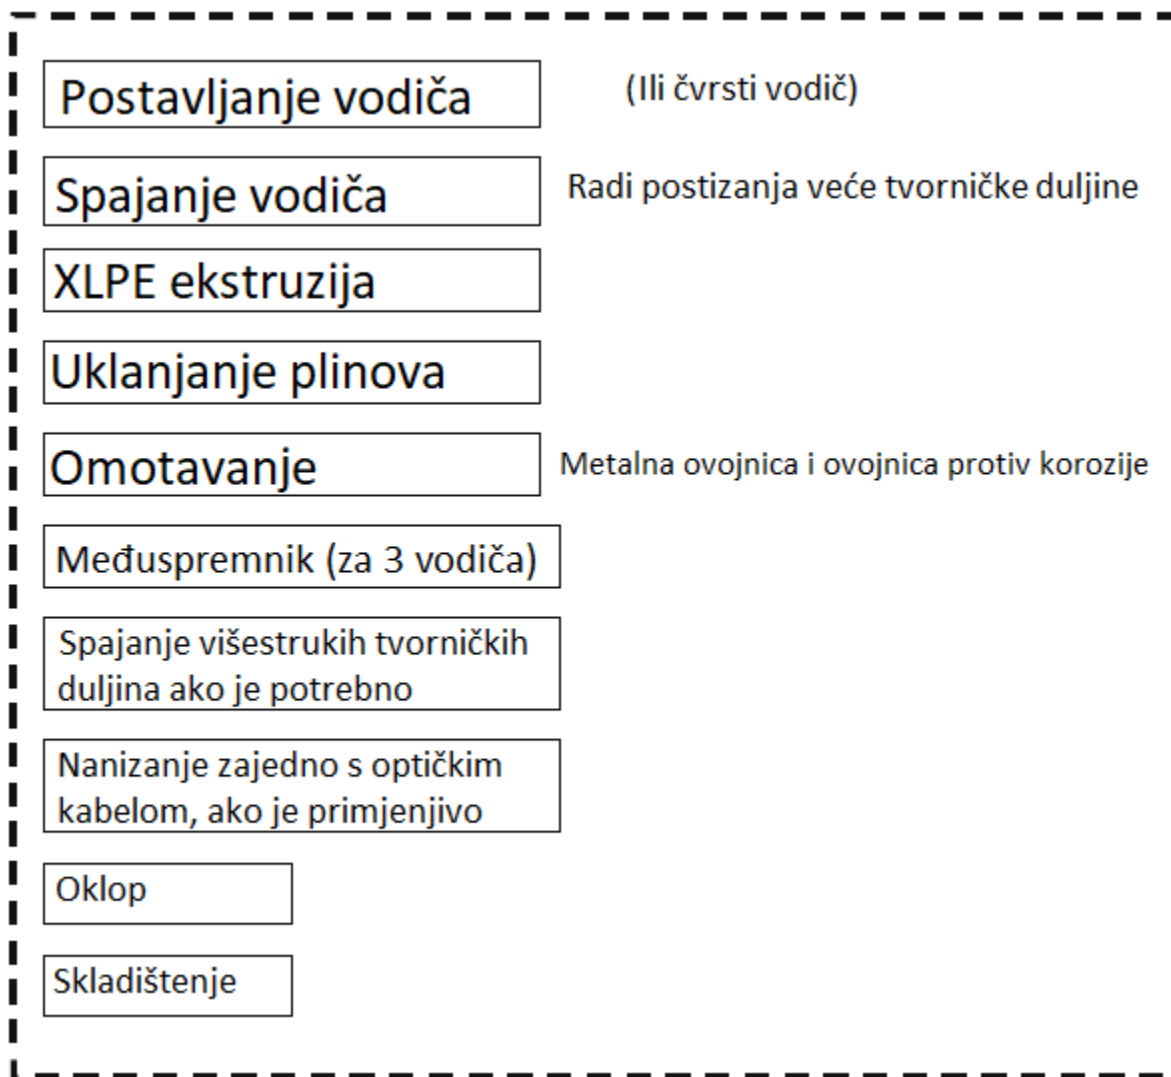 Postavljanje vodiča
(Ili čvrsti vodič)
Spajanje vodiča
Radi postizanja veće tvorničke duljine
XLPE ekstruzija
Uklanjanje plinova
Omotavanje
Metalna ovojnica i ovojnica protiv korozije
Međuspremnik (za 3 vodiča)
Spajanje višestrukih tvorničkih
duljina ako je potrebno
Nanizanje zajedno s optičkim
kabelom, ako je primjenjivo
Oklop
Skladištenje